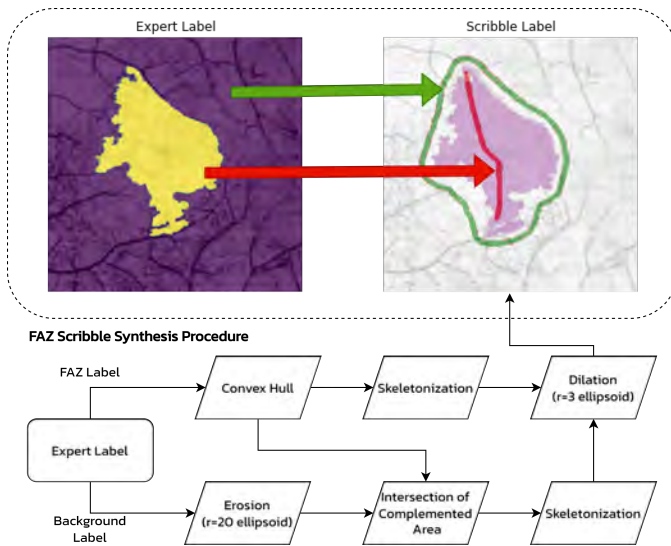 Expert Label
Scribble Label
FAZ Scribble Synthesis Procedure
FAZ Label
Convex Hull
Skeletonization
Dilation
(r=3 ellipsoid)
Expert Label
Background
Label
Erosion
(r=20 ellipsoid)
Intersection of
Complemented
Area
Skeletonization